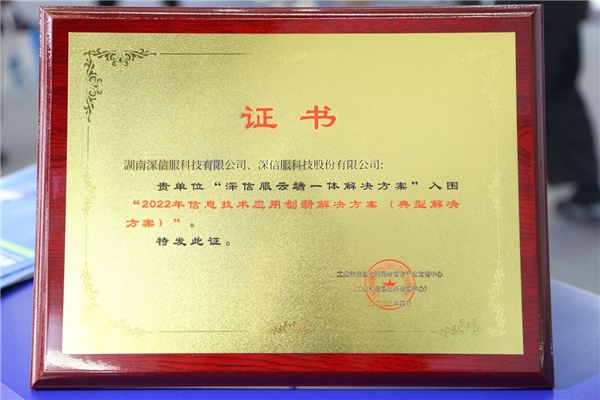 证书
湖南深信服科技有限公司、深信服科技股份有限公司:
贵单位“深信服云端一体解决方案”入围
“2022年信息技术应用创新解决方案（典型解决
方案）”。
特发此证。